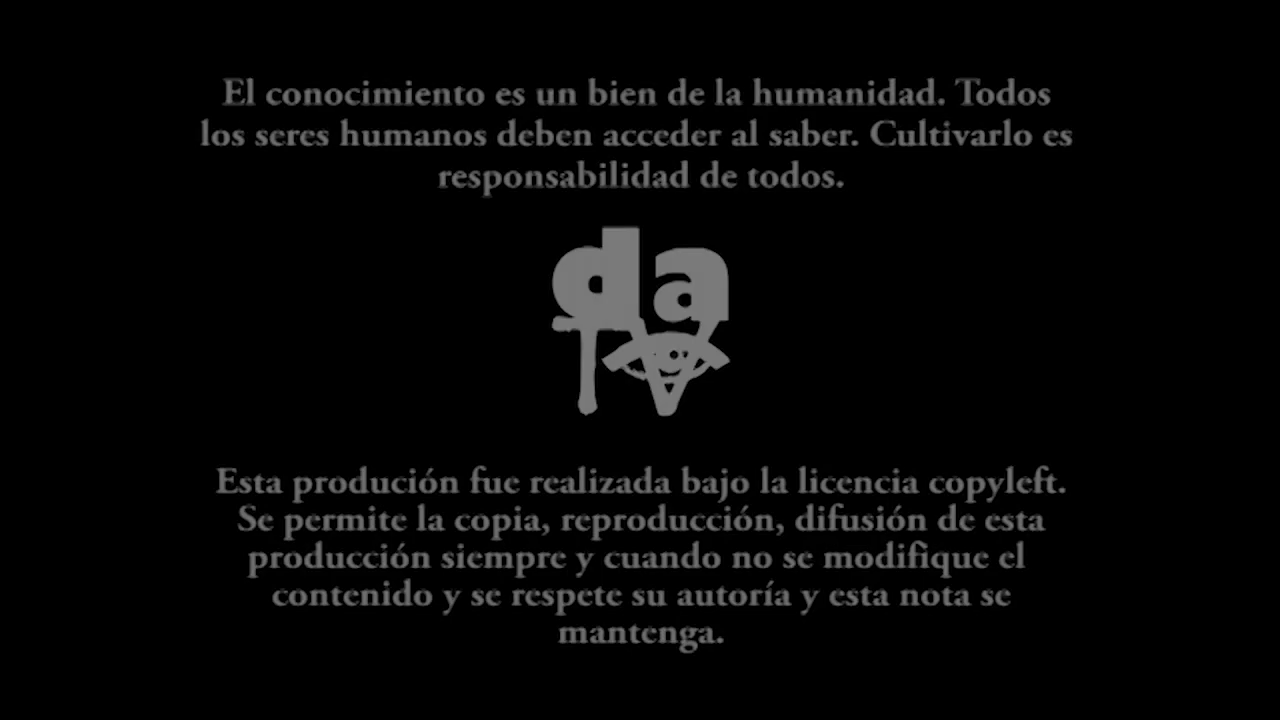 El conocimiento es un bien de la humanidad. Todos
los seres humanos deben acceder al saber. Cultivarlo es
responsabilidad de todos.
da
TV
Esta produción fue realizada bajo la licencia copyleft.
Se permite la copia, reproducción, difusión de esta
producción siempre y cuando no se modifique el
contenido y se respete su autoría y esta nota se
mantenga.